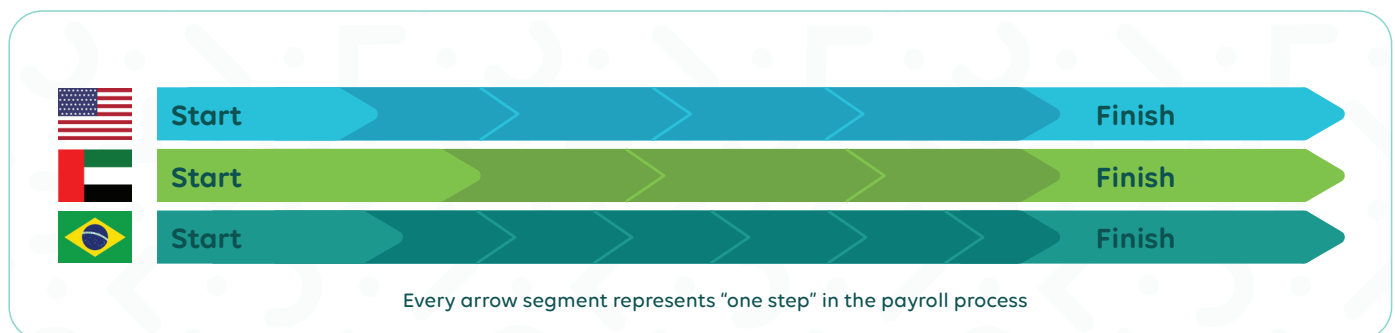 Start Finish
Start Finish
Start Finish
Every arrow segment represents “one step” in the payroll process